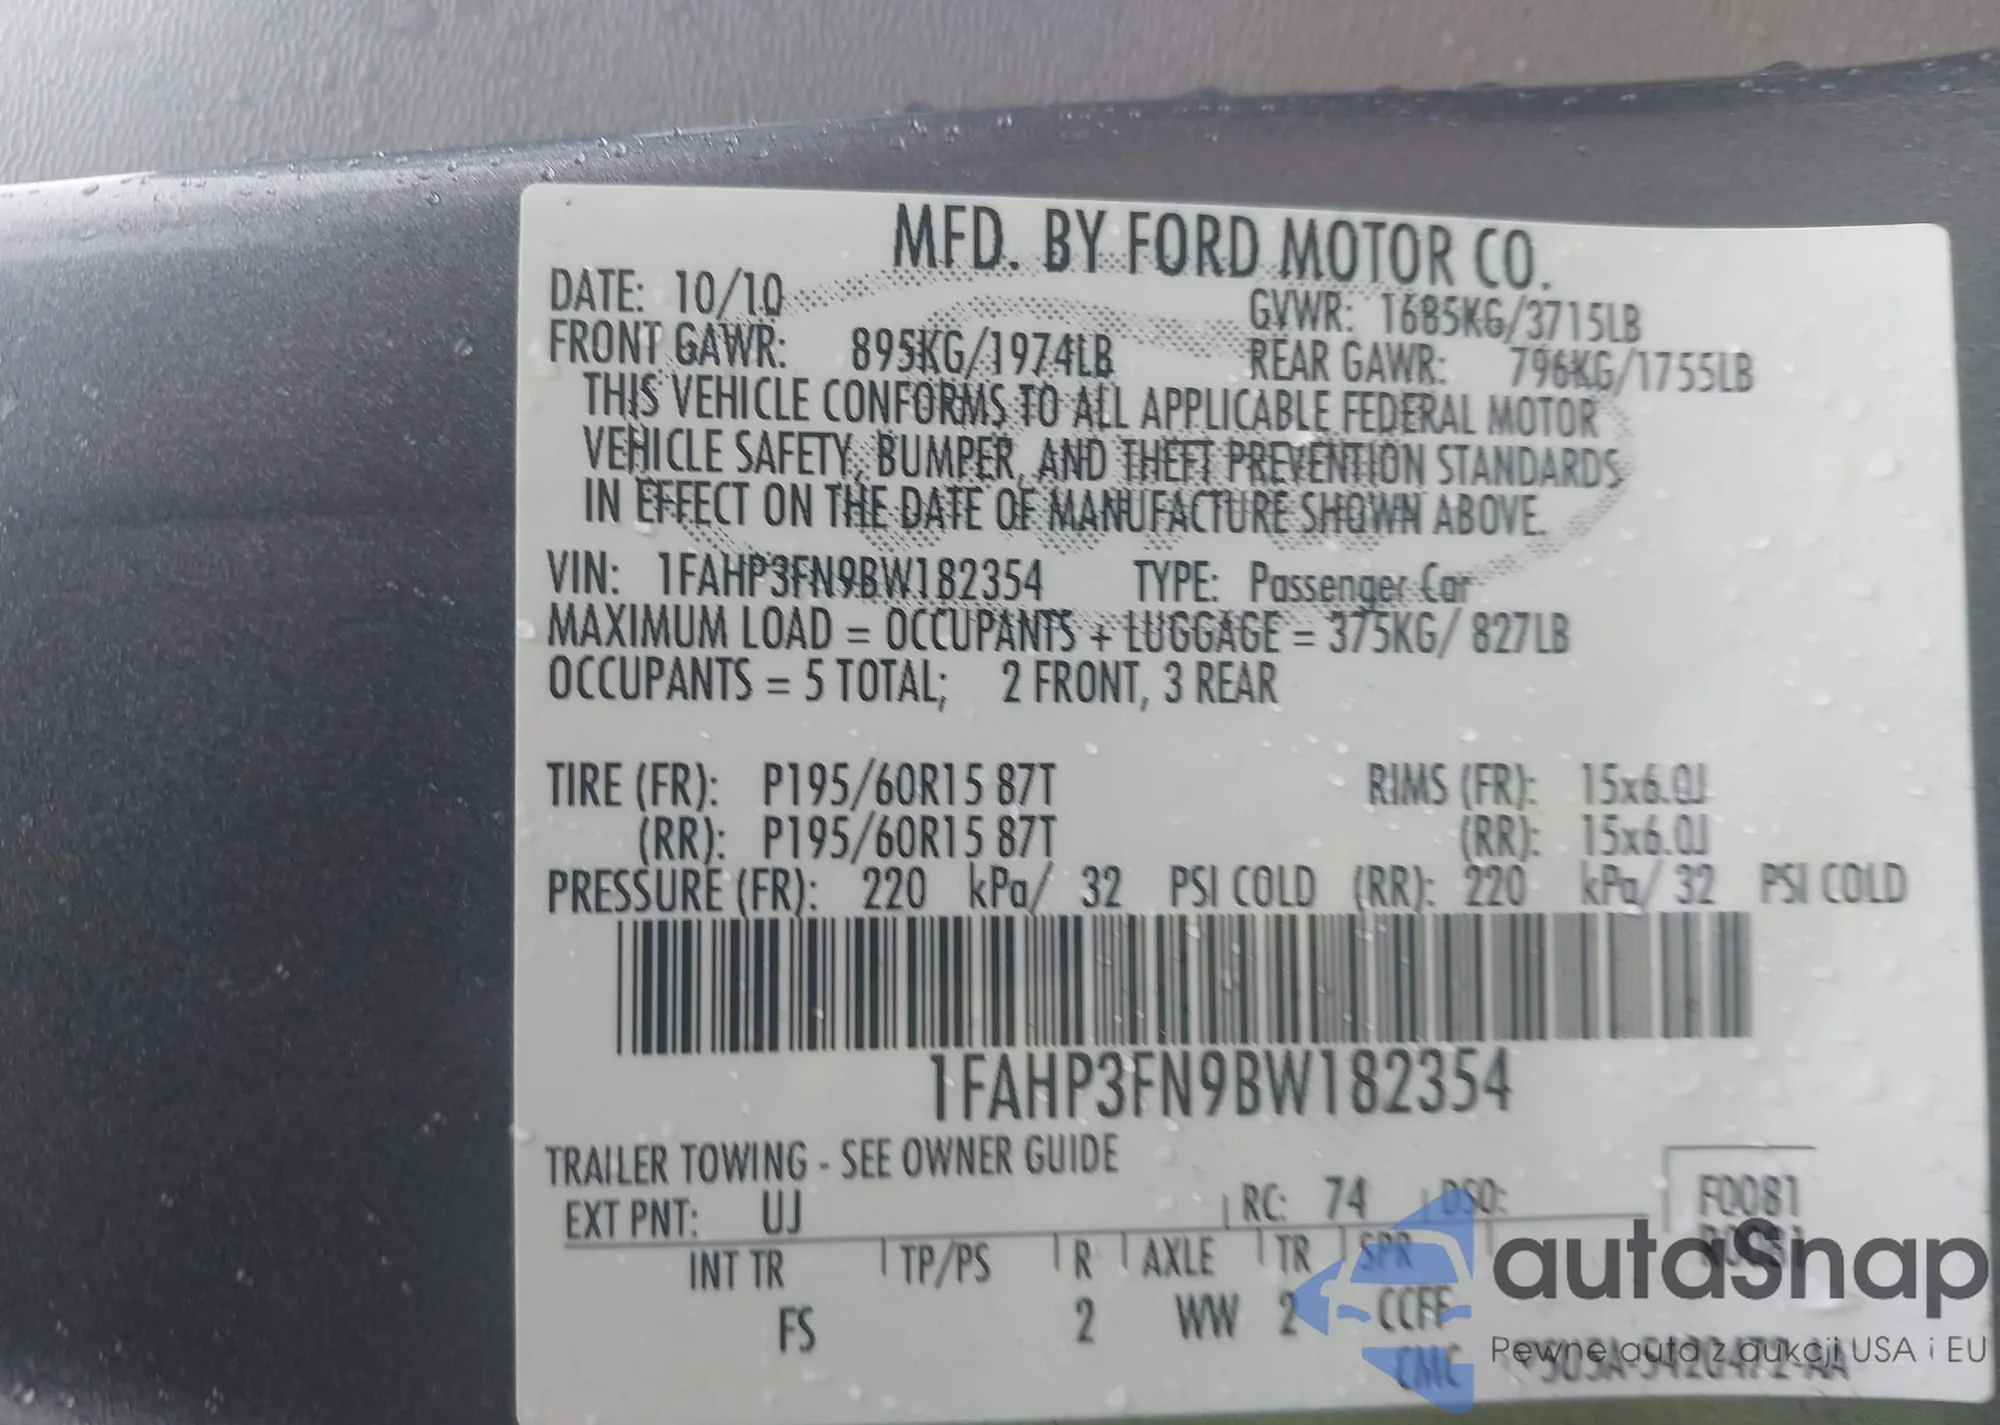 MFD. BY FORD MOTOR CO.
DATE: 10/10 GVWR: 1685KG/3715LB
FRONT GAWR: 895KG/1974LB REAR GAWR: 796KG/1755LB
THIS VEHICLE CONFORMS TO ALL APPLICABLE FEDERAL MOTOR
VEHICLE SAFETY, BUMPER, AND THEFT PREVENTION STANDARDS
IN EFFECT ON THE DATE OF MANUFACTURE SHOWN ABOVE.
VIN: 1FAHP3FN9BW182354 TYPE: Passenger Car
MAXIMUM LOAD = OCCUPANTS + LUGGAGE = 375KG/ 827LB
OCCUPANTS = 5 TOTAL; 2 FRONT, 3 REAR
TIRE (FR): P195/60R15 87T RIMS (FR): 15x6.0J
(RR): P195/60R15 87T (RR): 15x6.0J
PRESSURE (FR): 220 kPa/ 32 PSI COLD (RR): 220 kPa/ 32 PSI COLD
1FAHP3FN9BW182354
TRAILER TOWING - SEE OWNER GUIDE
EXT PNT: UJ RC: 74 DSO: F0081
R0081
INT TR TP/PS R AXLE TR SPR
FS 2 WW 2 CCFF
CMC
autaSnap
Pewne auta z aukcji USA i EU